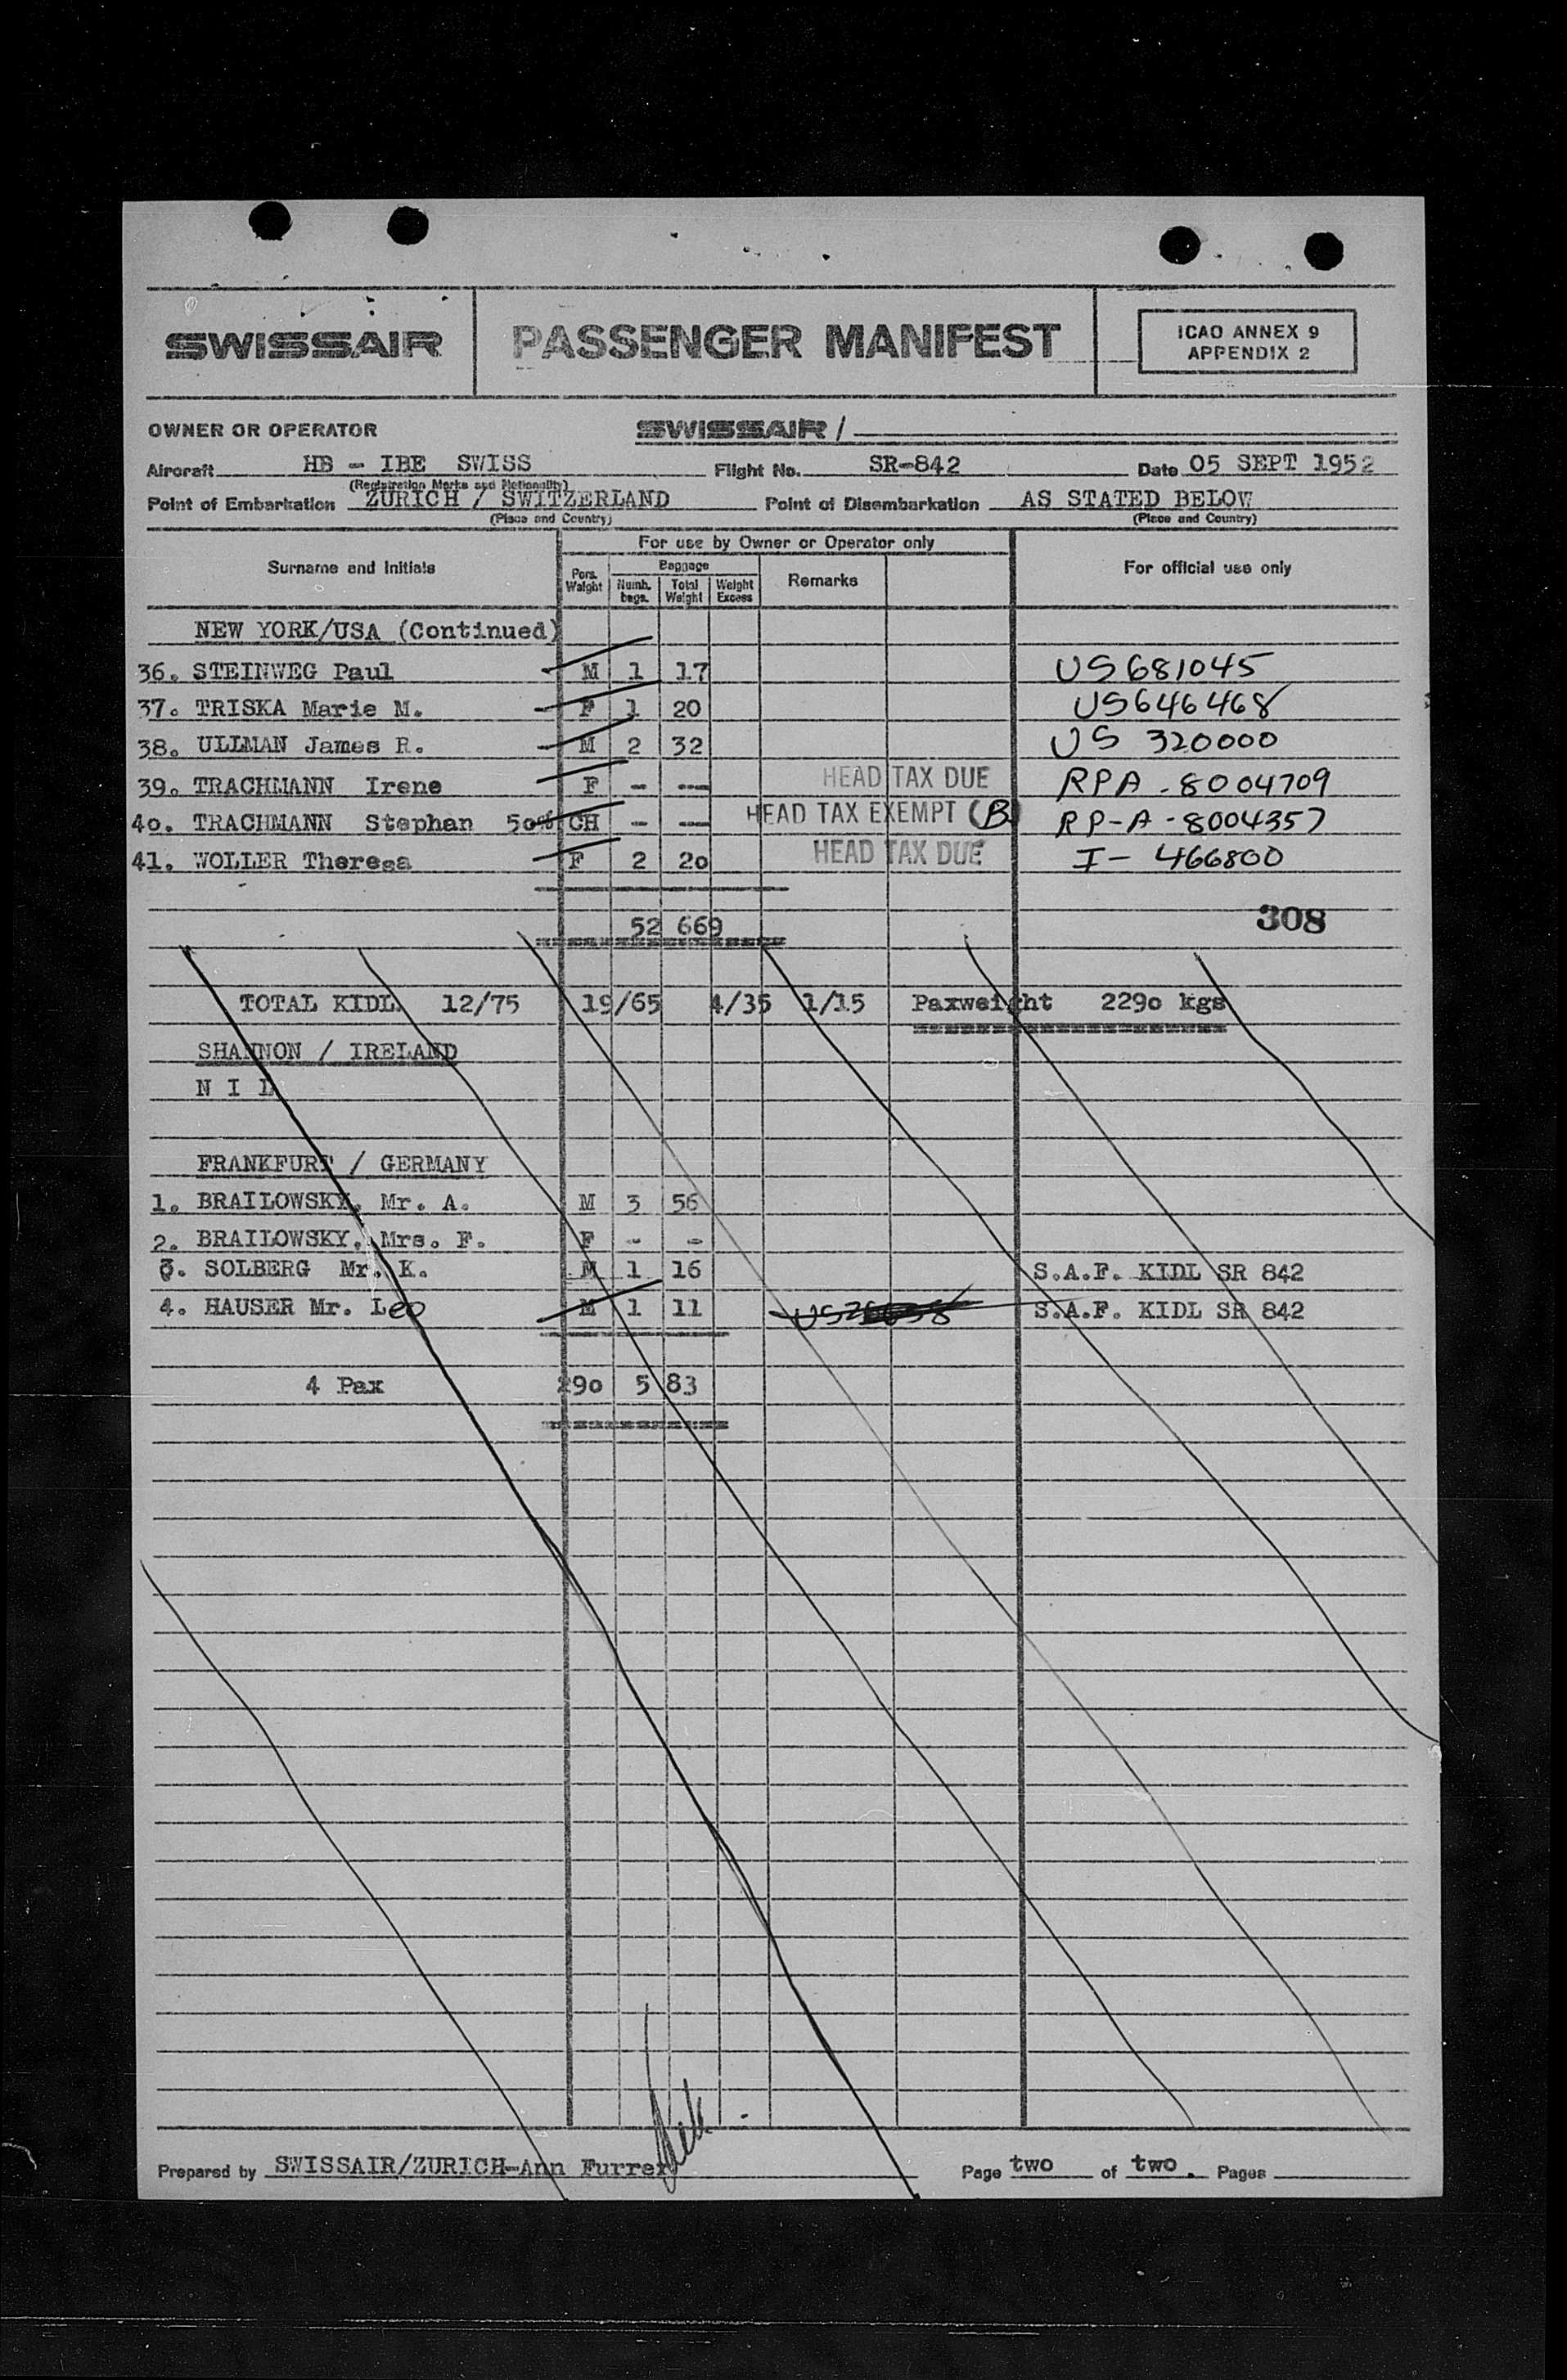 SWISSAIR PASSENGER MANIFEST ICAO ANNEX 9
APPENDIX 2
OWNER OR OPERATOR SWISSAIR /
Aircraft HB - IBE SWISS Flight No. SR-842 Date 05 SEPT 1952
(Registration Marks and Nationality)
Point of Embarkation ZURICH / SWITZERLAND Point of Disembarkation AS STATED BELOW
(Place and Country) (Place and Country)
For use by Owner or Operator only
Surname and Initials Pers. Weight Baggage Remarks For official use only
Numb. bags. Total Weight Weight Excess
NEW YORK/USA (Continued)
36. STEINWEG Paul M 1 17 US681045
37. TRISKA Marie M. F 1 20 US646468
38. ULLMAN James R. M 2 32 US 320000
39. TRACHMANN Irene F - --- HEAD TAX DUE RPA - 8004709
40. TRACHMANN Stephan 50% CH - --- HEAD TAX EXEMPT (B) RP-A-8004357
41. WOLLER Theresa F 2 20 HEAD TAX DUE I- 466800
52 669 308
TOTAL KIDL. 12/75 19/65 4/35 1/15 Paxweight 2290 kgs
SHANNON / IRELAND
N I L
FRANKFURT / GERMANY
1. BRAILOWSKY, Mr. A. M 3 56
2. BRAILOWSKY, Mrs. F. F - -
3. SOLBERG Mr. K. M 1 16 S.A.F. KIDL SR 842
4. HAUSER Mr. Leo M 1 11 S.A.F. KIDL SR 842
4 Pax 290 5 83
Prepared by SWISSAIR/ZURICH-Ann Furrer Page two of two. Pages